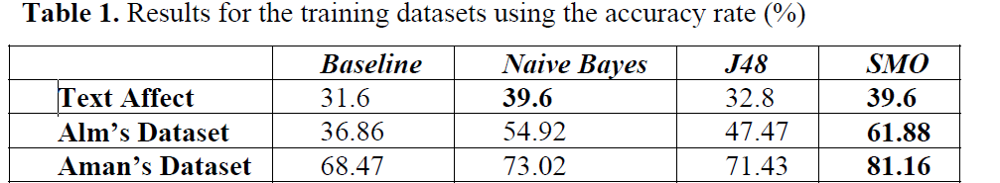 Table 1. Results for the training datasets using the accuracy rate (%)
Baseline Naive Bayes J48 SMO
Text Affect 31.6 39.6 32.8 39.6
Alm’s Dataset 36.86 54.92 47.47 61.88
Aman’s Dataset 68.47 73.02 71.43 81.16